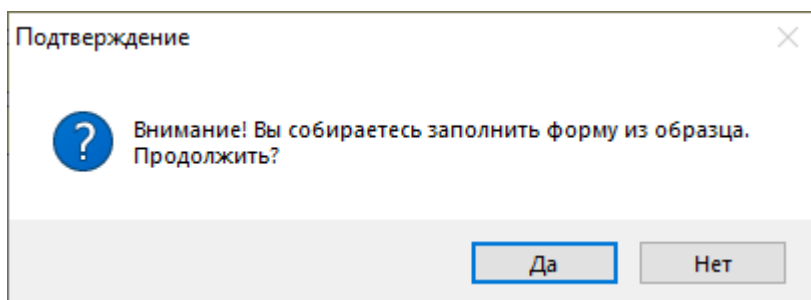 Подтверждение
Внимание! Вы собираетесь заполнить форму из образца.
Продолжить?
Да
Нет